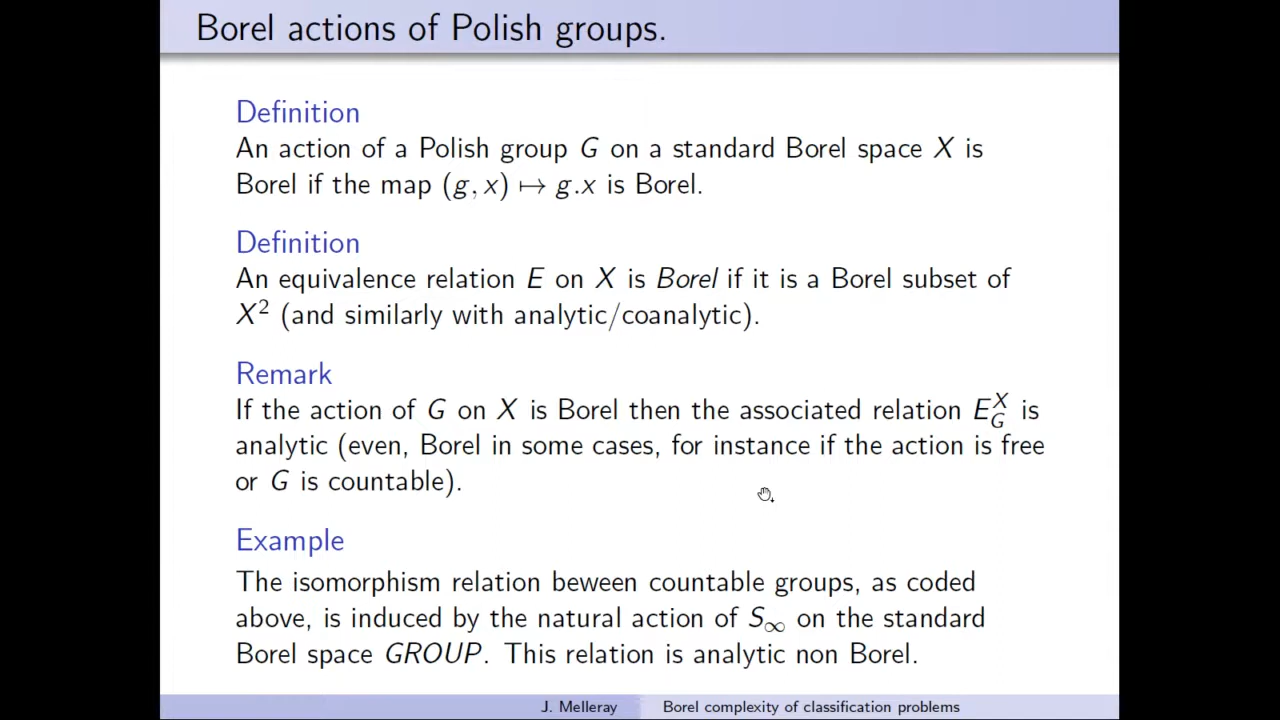 Borel actions of Polish groups.
Definition
An action of a Polish group G on a standard Borel space X is
Borel if the map (g, x) ↦ g.x is Borel.
Definition
An equivalence relation E on X is Borel if it is a Borel subset of
X² (and similarly with analytic/coanalytic).
Remark
If the action of G on X is Borel then the associated relation E_G^X is
analytic (even, Borel in some cases, for instance if the action is free
or G is countable).
Example
The isomorphism relation beween countable groups, as coded
above, is induced by the natural action of S_∞ on the standard
Borel space GROUP. This relation is analytic non Borel.
J. Melleray Borel complexity of classification problems